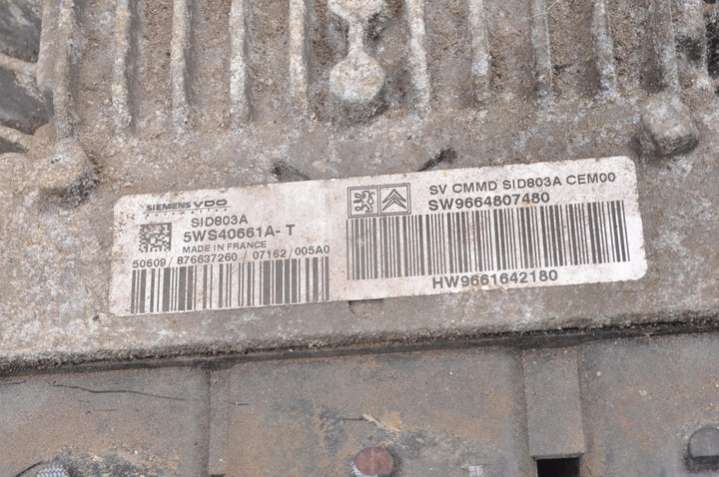 SIEMENS VDO
SID803A
5WS40661A-T
MADE IN FRANCE
50609 / 876637260 / 07162 / 005A0
SV CMMD SID803A CEM00
SW9664807480
HW9661642180